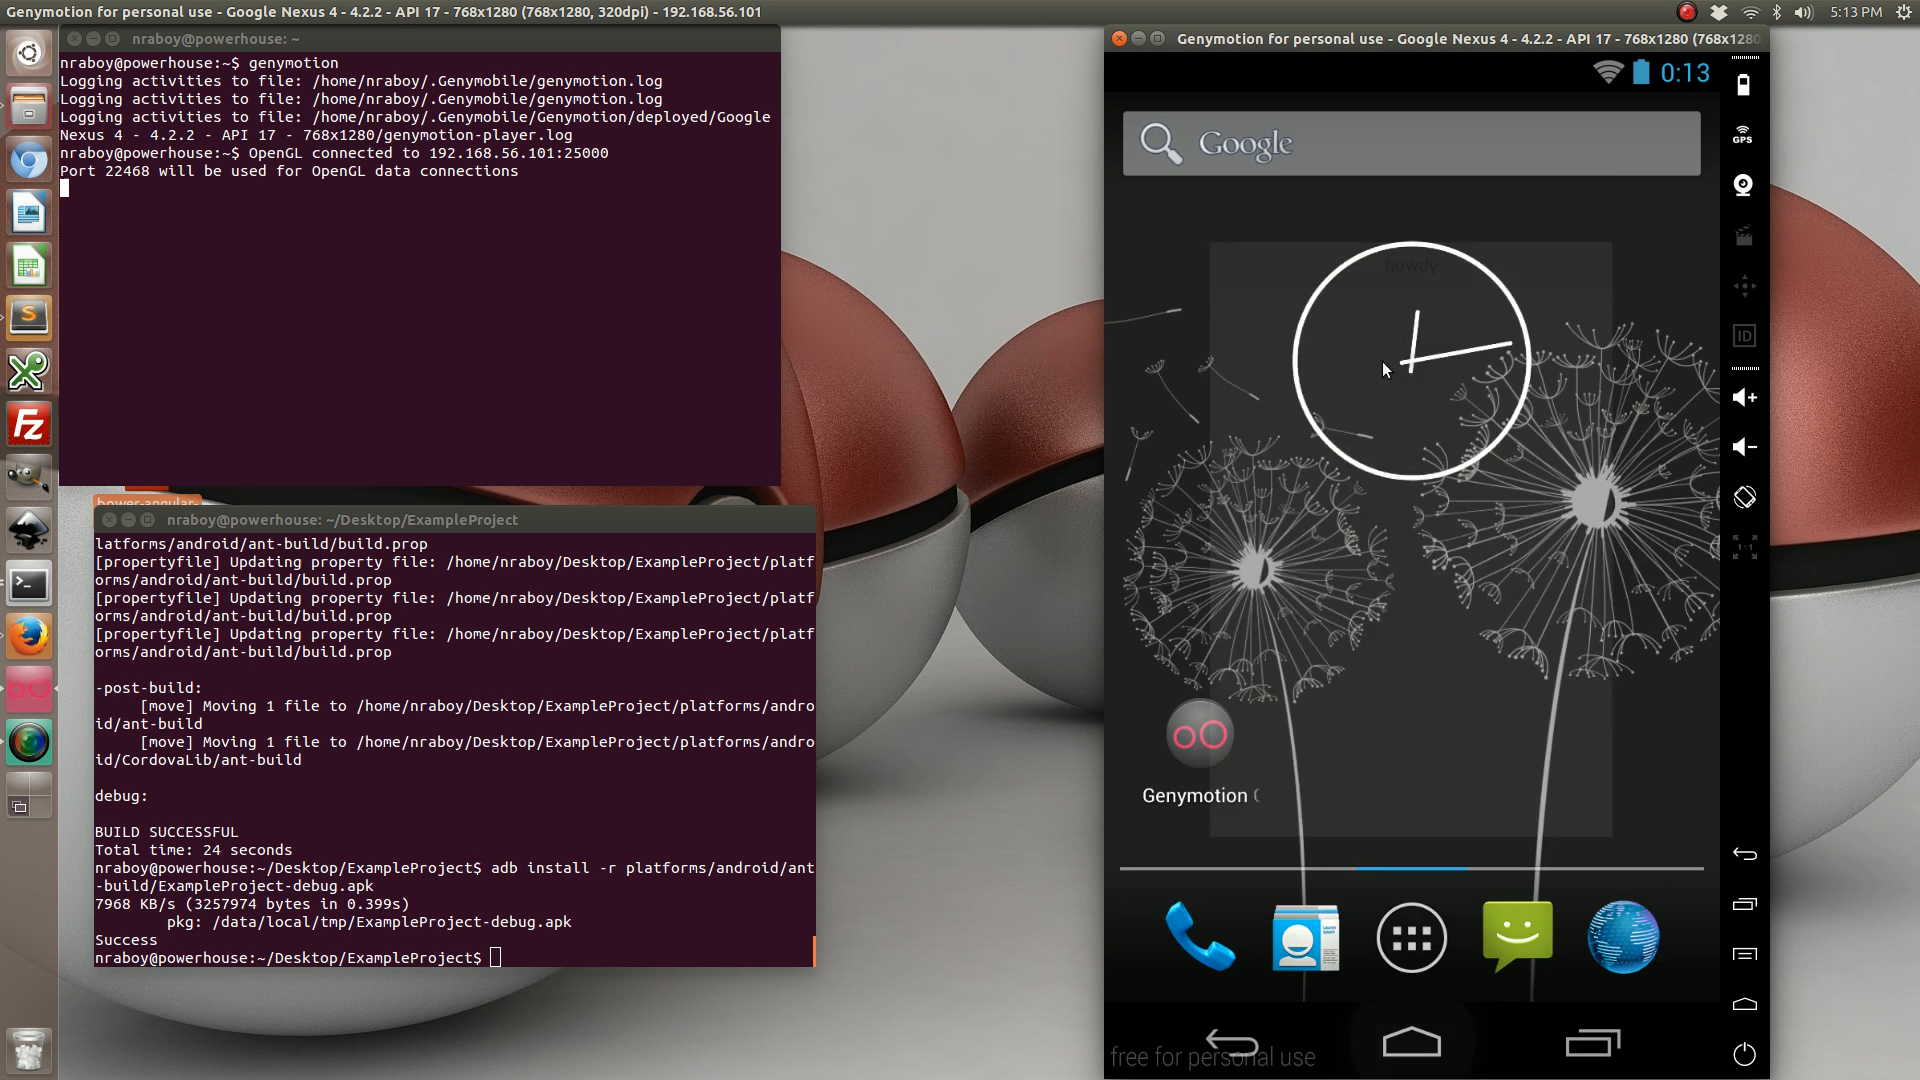 Genymotion for personal use - Google Nexus 4 - 4.2.2 - API 17 - 768x1280 (768x1280, 320dpi) - 192.168.56.101
5:13 PM
nraboy@powerhouse: ~
nraboy@powerhouse:~$ genymotion
Logging activities to file: /home/nraboy/.Genymobile/genymotion.log
Logging activities to file: /home/nraboy/.Genymobile/genymotion.log
Logging activities to file: /home/nraboy/.Genymobile/Genymotion/deployed/Google
Nexus 4 - 4.2.2 - API 17 - 768x1280/genymotion-player.log
nraboy@powerhouse:~$ OpenGL connected to 192.168.56.101:25000
Port 22468 will be used for OpenGL data connections
bower-angular-
nraboy@powerhouse: ~/Desktop/ExampleProject
latforms/android/ant-build/build.prop
[propertyfile] Updating property file: /home/nraboy/Desktop/ExampleProject/platf
orms/android/ant-build/build.prop
[propertyfile] Updating property file: /home/nraboy/Desktop/ExampleProject/platf
orms/android/ant-build/build.prop
[propertyfile] Updating property file: /home/nraboy/Desktop/ExampleProject/platf
orms/android/ant-build/build.prop
-post-build:
[move] Moving 1 file to /home/nraboy/Desktop/ExampleProject/platforms/andro
id/ant-build
[move] Moving 1 file to /home/nraboy/Desktop/ExampleProject/platforms/andro
id/CordovaLib/ant-build
debug:
BUILD SUCCESSFUL
Total time: 24 seconds
nraboy@powerhouse:~/Desktop/ExampleProject$ adb install -r platforms/android/ant
-build/ExampleProject-debug.apk
7968 KB/s (3257974 bytes in 0.399s)
pkg: /data/local/tmp/ExampleProject-debug.apk
Success
nraboy@powerhouse:~/Desktop/ExampleProject$
Genymotion for personal use - Google Nexus 4 - 4.2.2 - API 17 - 768x1280 (768x1280
0:13
Google
howdy
Genymotion
free for personal use
GPS
ID
1:1
S
Fz